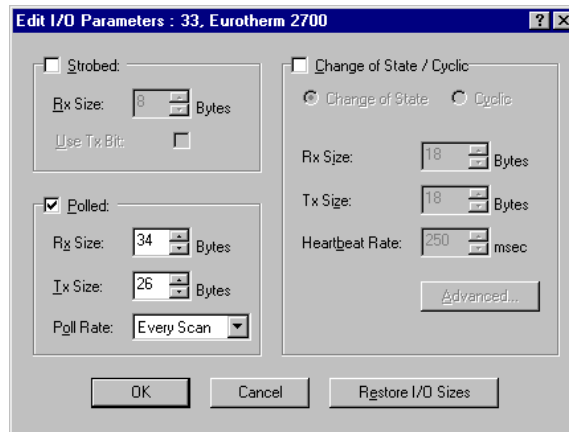 Edit I/O Parameters : 33, Eurotherm 2700
Strobed:
Rx Size: 8 Bytes
Use Tx Bit:
Polled:
Rx Size: 34 Bytes
Tx Size: 26 Bytes
Poll Rate: Every Scan
Change of State / Cyclic
Change of State Cyclic
Rx Size: 18 Bytes
Tx Size: 18 Bytes
Heartbeat Rate: 250 msec
Advanced...
OK Cancel Restore I/O Sizes